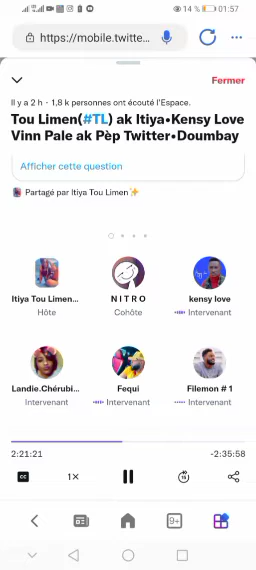 14 %
01:57
https://mobile.twitte...
Fermer
Il y a 2 h · 1,8 k personnes ont écouté l'Espace.
Tou Limen(#TL) ak Itiya•Kensy Love
Vinn Pale ak Pèp Twitter•Doumbay
Afficher cette question
Partagé par Itiya Tou Limen✨
Itiya Tou Limen...
Hôte
N I T R O
Cohôte
kensy love
Intervenant
Landie.Chérubi...
Intervenant
Fequi
Intervenant
Filemon # 1
Intervenant
2:21:21
-2:35:58
CC
1×
15
9+